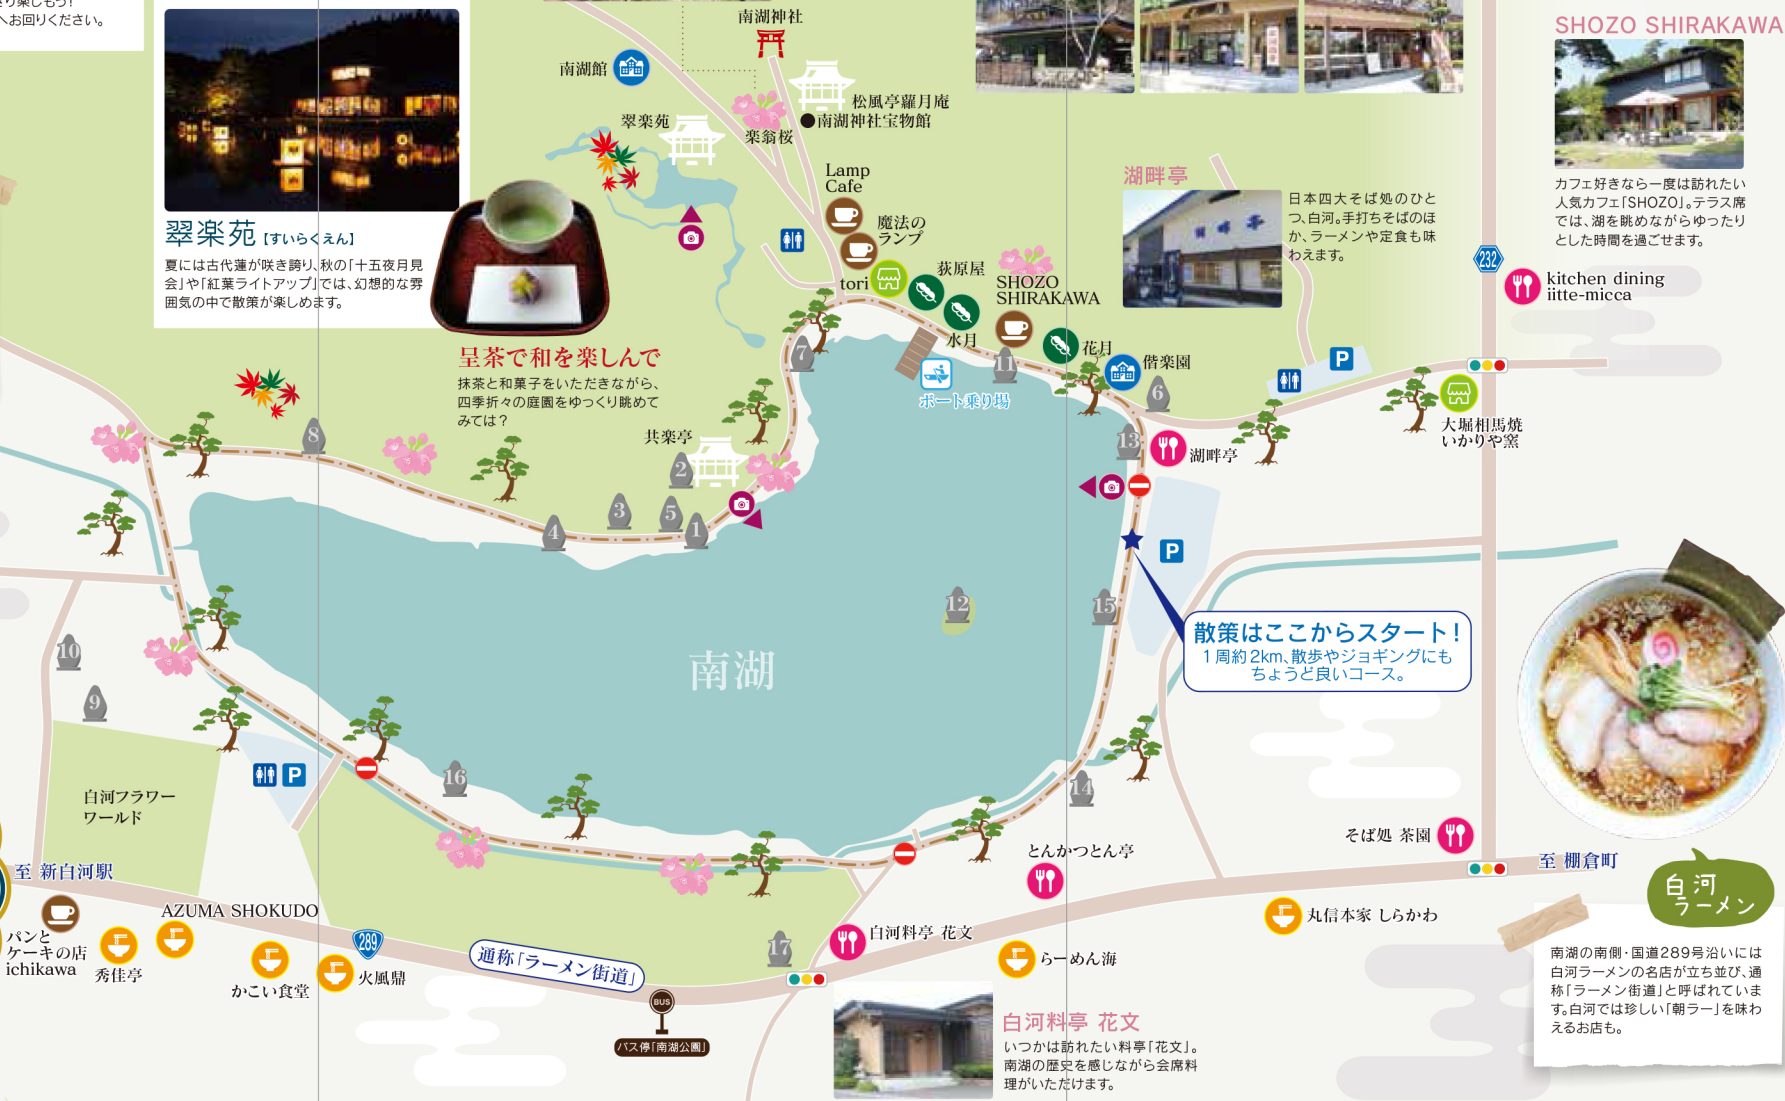 へお回りください。
翠楽苑【すいらくえん】
夏には古代蓮が咲き誇り、秋の「十五夜月見
会」や「紅葉ライトアップ」では、幻想的な雰
囲気の中で散策が楽しめます。
呈茶で和を楽しんで
抹茶と和菓子をいただきながら、
四季折々の庭園をゆっくり眺めて
みては？
南湖神社
南湖館
翠楽苑
楽翁桜
松風亭蘿月庵
●南湖神社宝物館
Lamp
Cafe
魔法の
ランプ
tori
荻原屋
水月
SHOZO
SHIRAKAWA
花月
偕楽園
ボート乗り場
湖畔亭
日本四大そば処のひと
つ、白河。手打ちそばのほ
か、ラーメンや定食も味
わえます。
湖畔亭
SHOZO SHIRAKAWA
カフェ好きなら一度は訪れたい
人気カフェ「SHOZO」。テラス席
では、湖を眺めながらゆったり
とした時間を過ごせます。
232
kitchen dining
iitte-micca
P
大堀相馬焼
いかりや窯
湖畔亭
共楽亭
7
11
6
13
8
2
3
5
1
4
12
15
P
10
9
16
14
17
南湖
散策はここからスタート！
1周約2km、散歩やジョギングにも
ちょうど良いコース。
P
白河フラワー
ワールド
至 新白河駅
パンと
ケーキの店
ichikawa
秀佳亭
AZUMA SHOKUDO
かこい食堂
289
火風鼎
通称「ラーメン街道」
BUS
バス停「南湖公園」
白河料亭 花文
とんかつとん亭
らーめん海
丸信本家 しらかわ
そば処 茶園
至 棚倉町
白河料亭 花文
いつかは訪れたい料亭「花文」。
南湖の歴史を感じながら会席料
理がいただけます。
白河
ラーメン
南湖の南側・国道289号沿いには
白河ラーメンの名店が立ち並び、通
称「ラーメン街道」と呼ばれていま
す。白河では珍しい「朝ラー」を味わ
えるお店も。